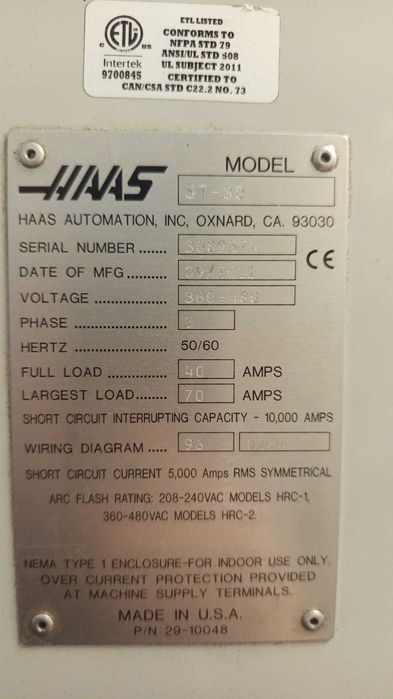 ETL LISTED
CONFORMS TO
NFPA STD 79
ANSI/UL STD 508
UL SUBJECT 2011
CERTIFIED TO
CAN/CSA STD C22.2 NO. 73
ETL
C US
Intertek
9700845
HAAS
MODEL
ST-30
HAAS AUTOMATION, INC, OXNARD, CA. 93030
SERIAL NUMBER ......
DATE OF MFG ............
CE
VOLTAGE .................... 360-480
PHASE ...................... 3
HERTZ ...................... 50/60
FULL LOAD ............... 40 AMPS
LARGEST LOAD....... 70 AMPS
SHORT CIRCUIT INTERRUPTING CAPACITY - 10,000 AMPS
WIRING DIAGRAM ..... 96
SHORT CIRCUIT CURRENT 5,000 Amps RMS SYMMETRICAL
ARC FLASH RATING: 208-240VAC MODELS HRC-1,
360-480VAC MODELS HRC-2.
NEMA TYPE 1 ENCLOSURE-FOR INDOOR USE ONLY.
OVER CURRENT PROTECTION PROVIDED
AT MACHINE SUPPLY TERMINALS.
MADE IN U.S.A.
P/N 29-10048